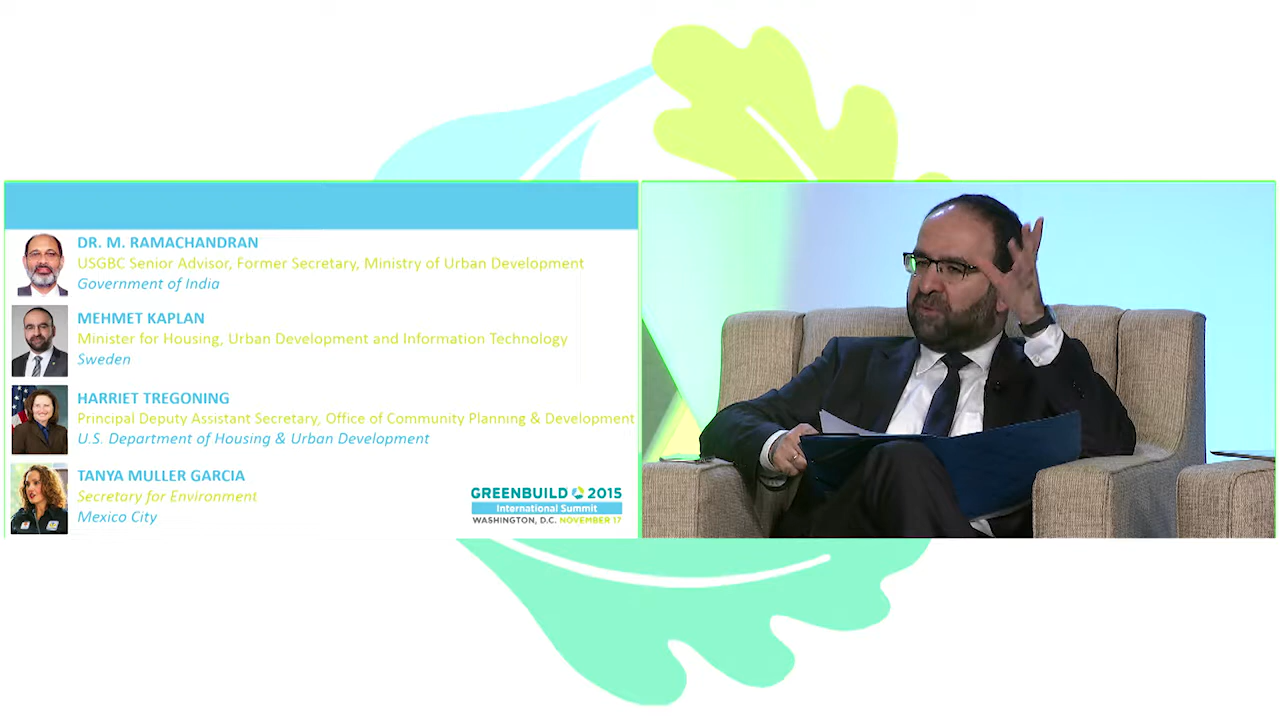 DR. M. RAMACHANDRAN
USGBC Senior Advisor, Former Secretary, Ministry of Urban Development
Government of India
MEHMET KAPLAN
Minister for Housing, Urban Development and Information Technology
Sweden
HARRIET TREGONING
Principal Deputy Assistant Secretary, Office of Community Planning & Development
U.S. Department of Housing & Urban Development
TANYA MULLER GARCIA
Secretary for Environment
Mexico City
GREENBUILD 2015
International Summit
WASHINGTON, D.C. NOVEMBER 17